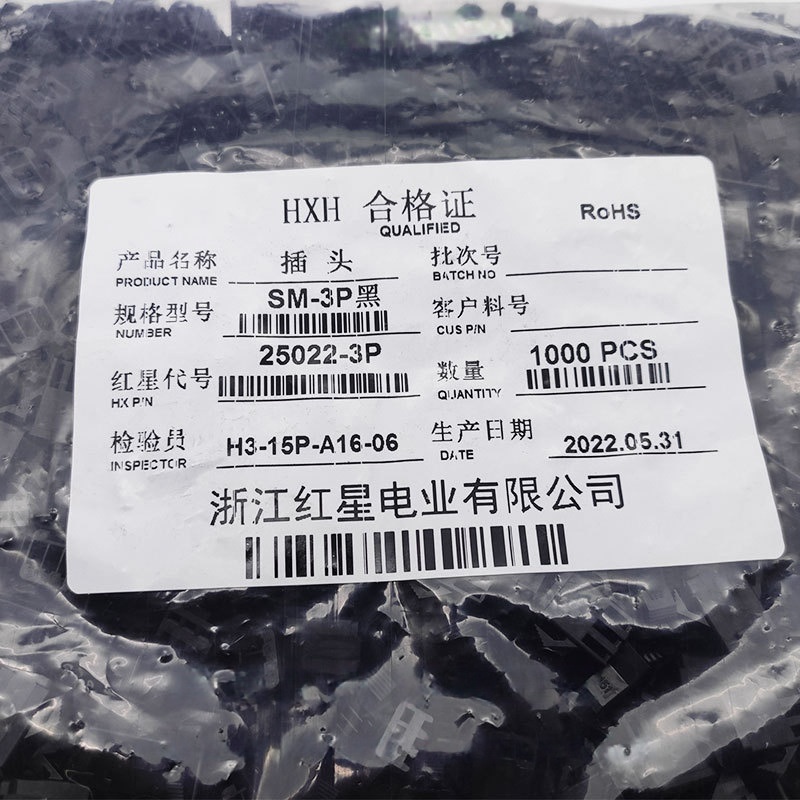 HXH 合格证 RoHS
QUALIFIED
产品名称 插头 批次号
PRODUCT NAME BATCH NO
规格型号 SM-3P黑 客户料号
NUMBER CUS P/N
红星代号 25022-3P 数量 1000 PCS
HX P/N QUANTITY
检验员 H3-15P-A16-06 生产日期 2022.05.31
INSPECTOR DATE
浙江红星电业有限公司